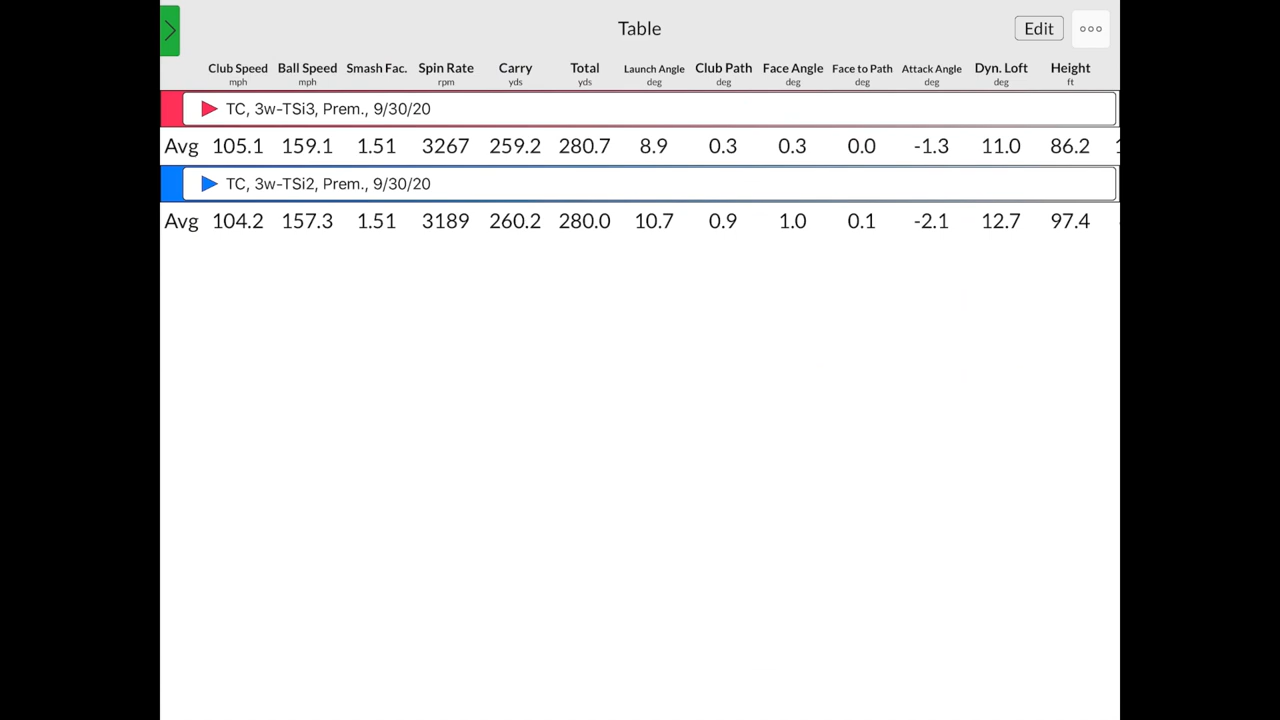 Table
Edit
Club Speed Ball Speed Smash Fac. Spin Rate Carry Total Launch Angle Club Path Face Angle Face to Path Attack Angle Dyn. Loft Height
mph mph rpm yds yds deg deg deg deg deg deg ft
TC, 3w-TSi3, Prem., 9/30/20
Avg 105.1 159.1 1.51 3267 259.2 280.7 8.9 0.3 0.3 0.0 -1.3 11.0 86.2
TC, 3w-TSi2, Prem., 9/30/20
Avg 104.2 157.3 1.51 3189 260.2 280.0 10.7 0.9 1.0 0.1 -2.1 12.7 97.4